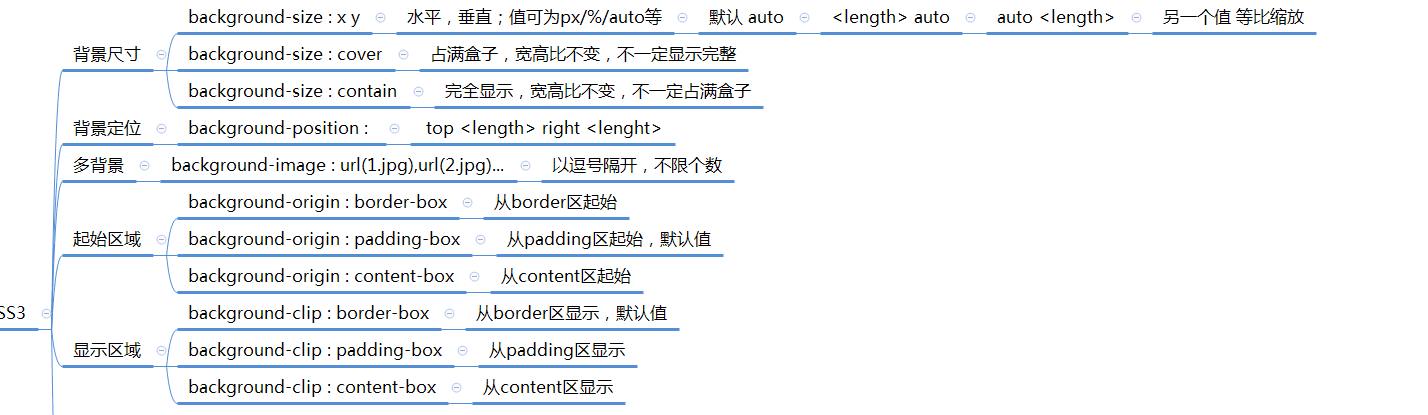 background-size : x y 水平，垂直；值可为px/%/auto等 默认 auto <length> auto auto <length> 另一个值 等比缩放
背景尺寸 background-size : cover 占满盒子，宽高比不变，不一定显示完整
background-size : contain 完全显示，宽高比不变，不一定占满盒子
背景定位 background-position : top <length> right <lenght>
多背景 background-image : url(1.jpg),url(2.jpg)... 以逗号隔开，不限个数
background-origin : border-box 从border区起始
起始区域 background-origin : padding-box 从padding区起始，默认值
background-origin : content-box 从content区起始
SS3 background-clip : border-box 从border区显示，默认值
显示区域 background-clip : padding-box 从padding区显示
background-clip : content-box 从content区显示